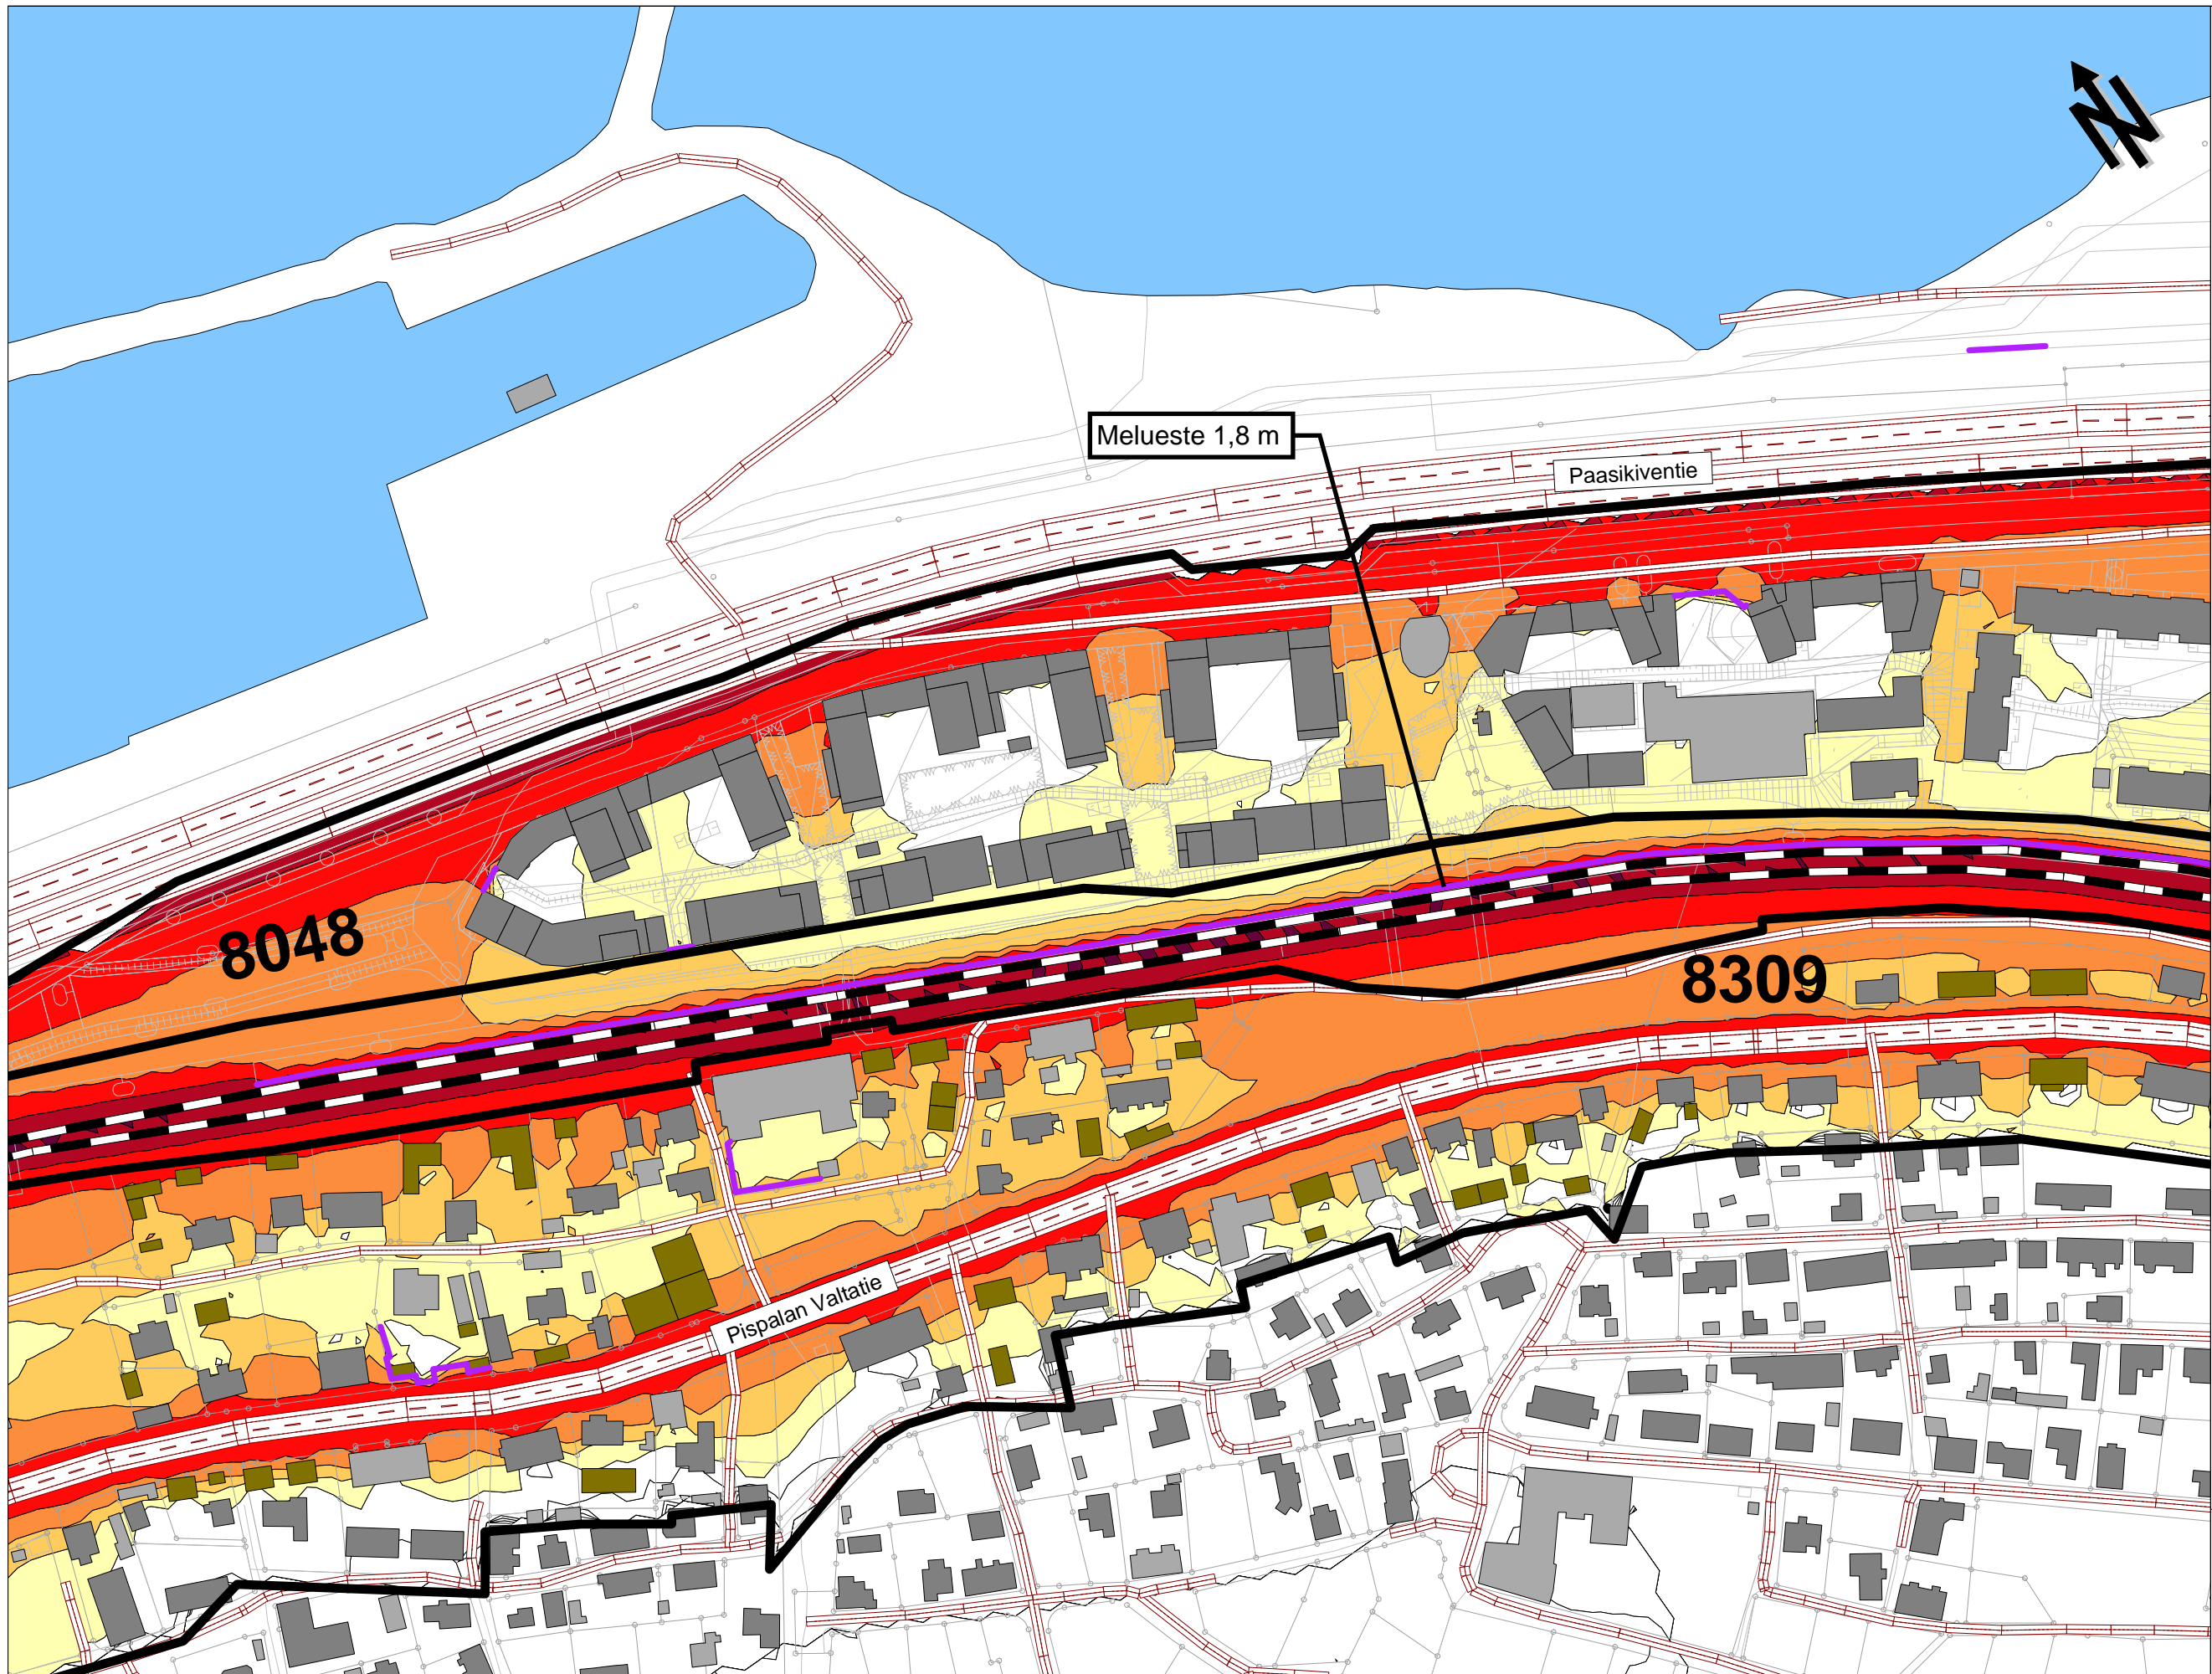 N
Melueste 1,8 m
Paasikiventie
8048
8309
Pispalan Valtatie